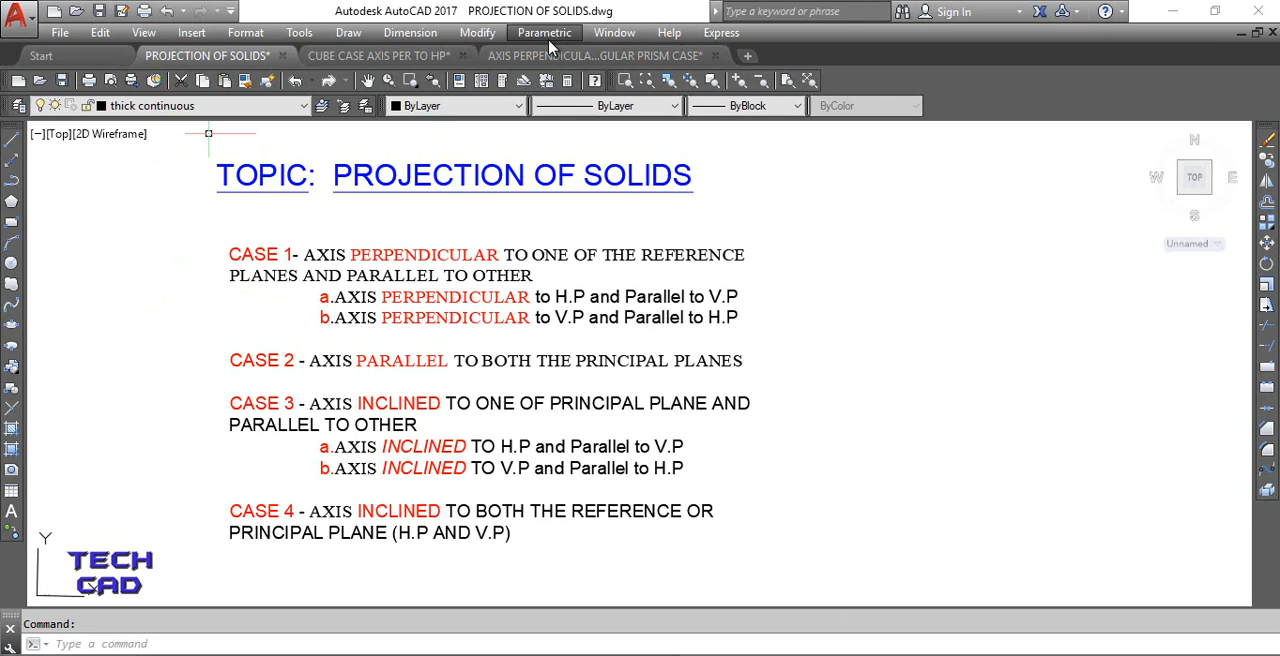 Autodesk AutoCAD 2017 PROJECTION OF SOLIDS.dwg
Type a keyword or phrase
Sign In
File Edit View Insert Format Tools Draw Dimension Modify Parametric Window Help Express
Start PROJECTION OF SOLIDS* CUBE CASE AXIS PER TO HP* AXIS PERPENDICULA...GULAR PRISM CASE*
thick continuous ByLayer ByLayer ByBlock ByColor
[−][Top][2D Wireframe]
N
W TOP E
S
Unnamed
TOPIC: PROJECTION OF SOLIDS
CASE 1- AXIS PERPENDICULAR TO ONE OF THE REFERENCE
PLANES AND PARALLEL TO OTHER
a.AXIS PERPENDICULAR to H.P and Parallel to V.P
b.AXIS PERPENDICULAR to V.P and Parallel to H.P
CASE 2 - AXIS PARALLEL TO BOTH THE PRINCIPAL PLANES
CASE 3 - AXIS INCLINED TO ONE OF PRINCIPAL PLANE AND
PARALLEL TO OTHER
a.AXIS INCLINED TO H.P and Parallel to V.P
b.AXIS INCLINED TO V.P and Parallel to H.P
CASE 4 - AXIS INCLINED TO BOTH THE REFERENCE OR
PRINCIPAL PLANE (H.P AND V.P)
Y
TECH
CAD
Command:
Type a command